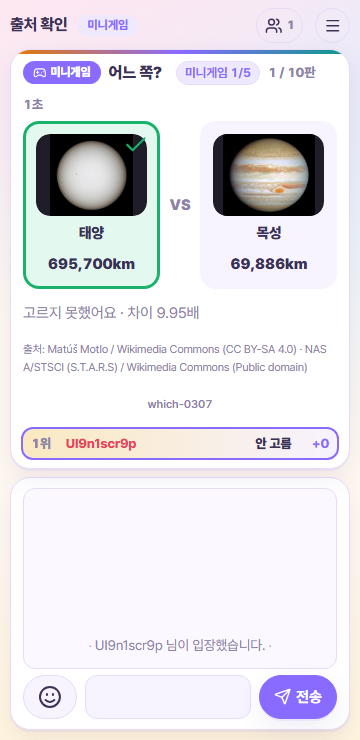 출처 확인 미니게임 1
미니게임 어느 쪽? 미니게임 1/5 1 / 10판
1초
태양
695,700km
VS
목성
69,886km
고르지 못했어요 · 차이 9.95배
출처: Matúš Motlo / Wikimedia Commons (CC BY-SA 4.0) · NAS
A/STSCI (S.T.A.R.S) / Wikimedia Commons (Public domain)
which-0307
1위 UI9n1scr9p 안 고름 +0
· UI9n1scr9p 님이 입장했습니다. ·
전송